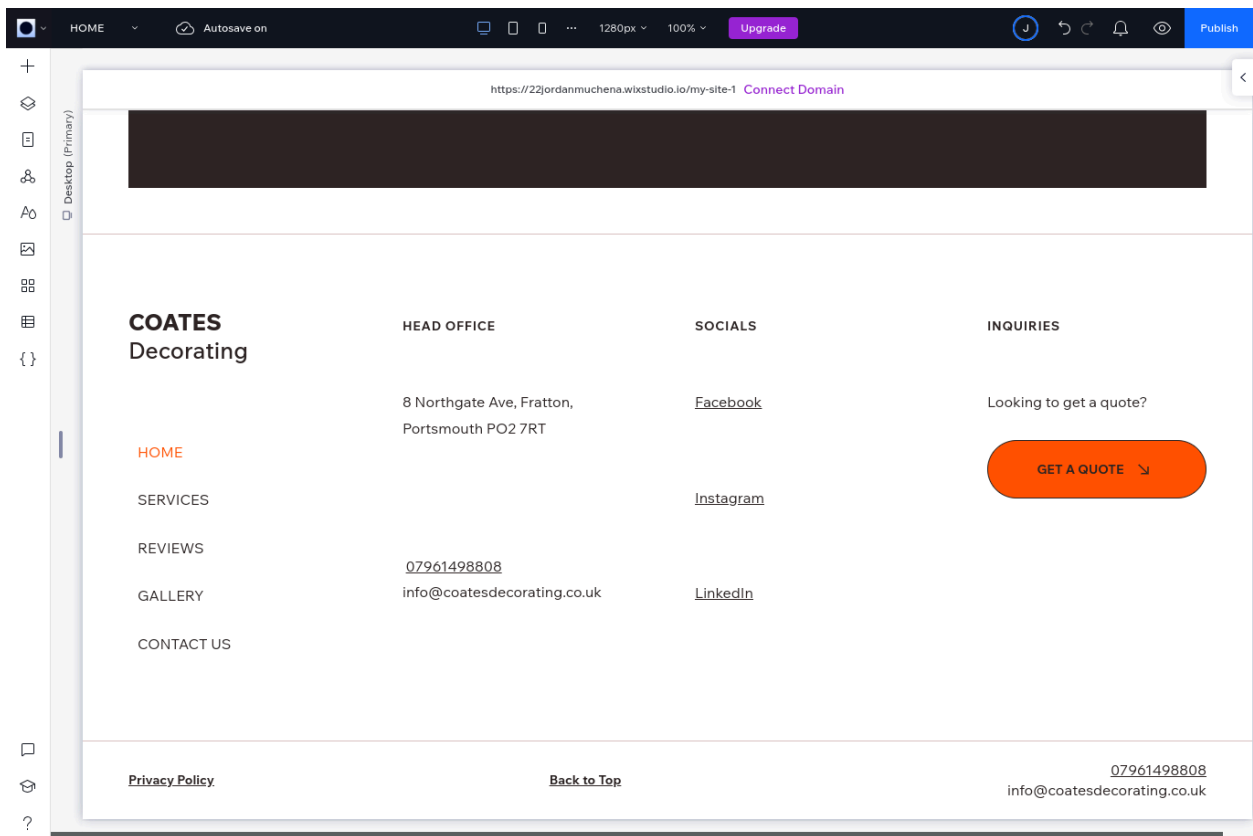 HOME
Autosave on
1280px
100%
Upgrade
J
Publish
https://22jordanmuchena.wixstudio.io/my-site-1 Connect Domain
Desktop (Primary)
COATES
Decorating
HOME
SERVICES
REVIEWS
GALLERY
CONTACT US
HEAD OFFICE
8 Northgate Ave, Fratton,
Portsmouth PO2 7RT
07961498808
info@coatesdecorating.co.uk
SOCIALS
Facebook
Instagram
LinkedIn
INQUIRIES
Looking to get a quote?
GET A QUOTE
Privacy Policy
Back to Top
07961498808
info@coatesdecorating.co.uk